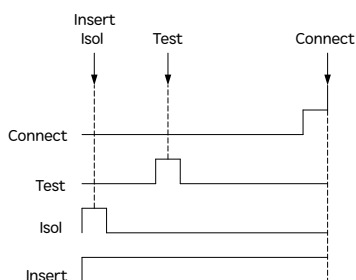 Insert
Isol Test Connect
Connect
Test
Isol
Insert